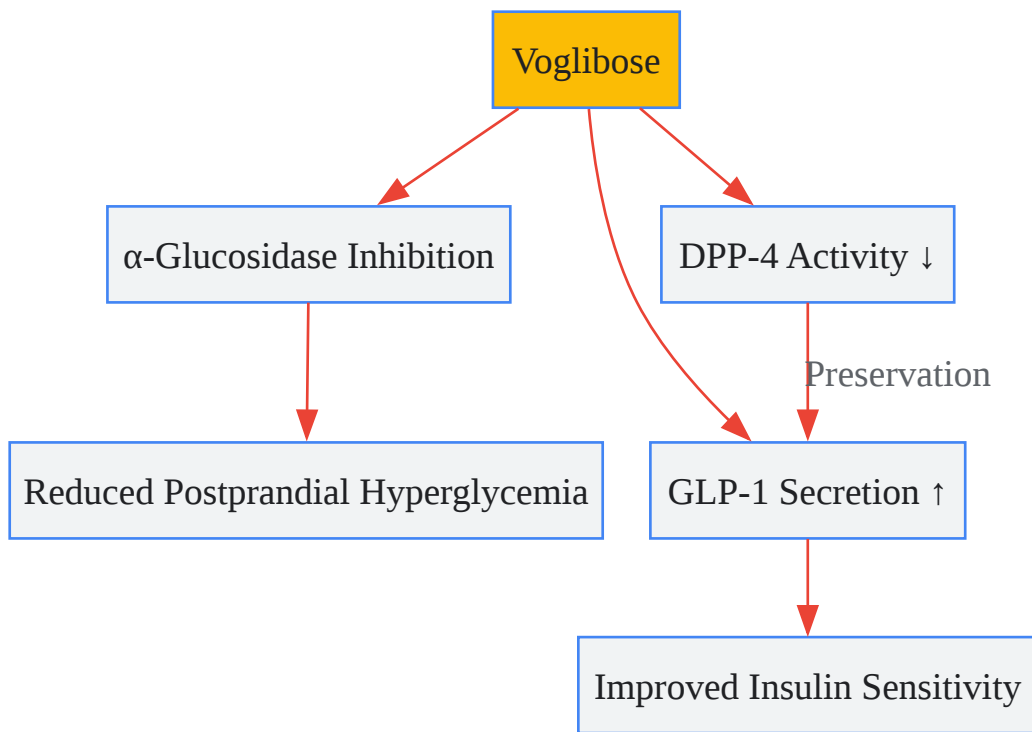 Voglibose
α-Glucosidase Inhibition
DPP-4 Activity ↓
Preservation
Reduced Postprandial Hyperglycemia
GLP-1 Secretion ↑
Improved Insulin Sensitivity